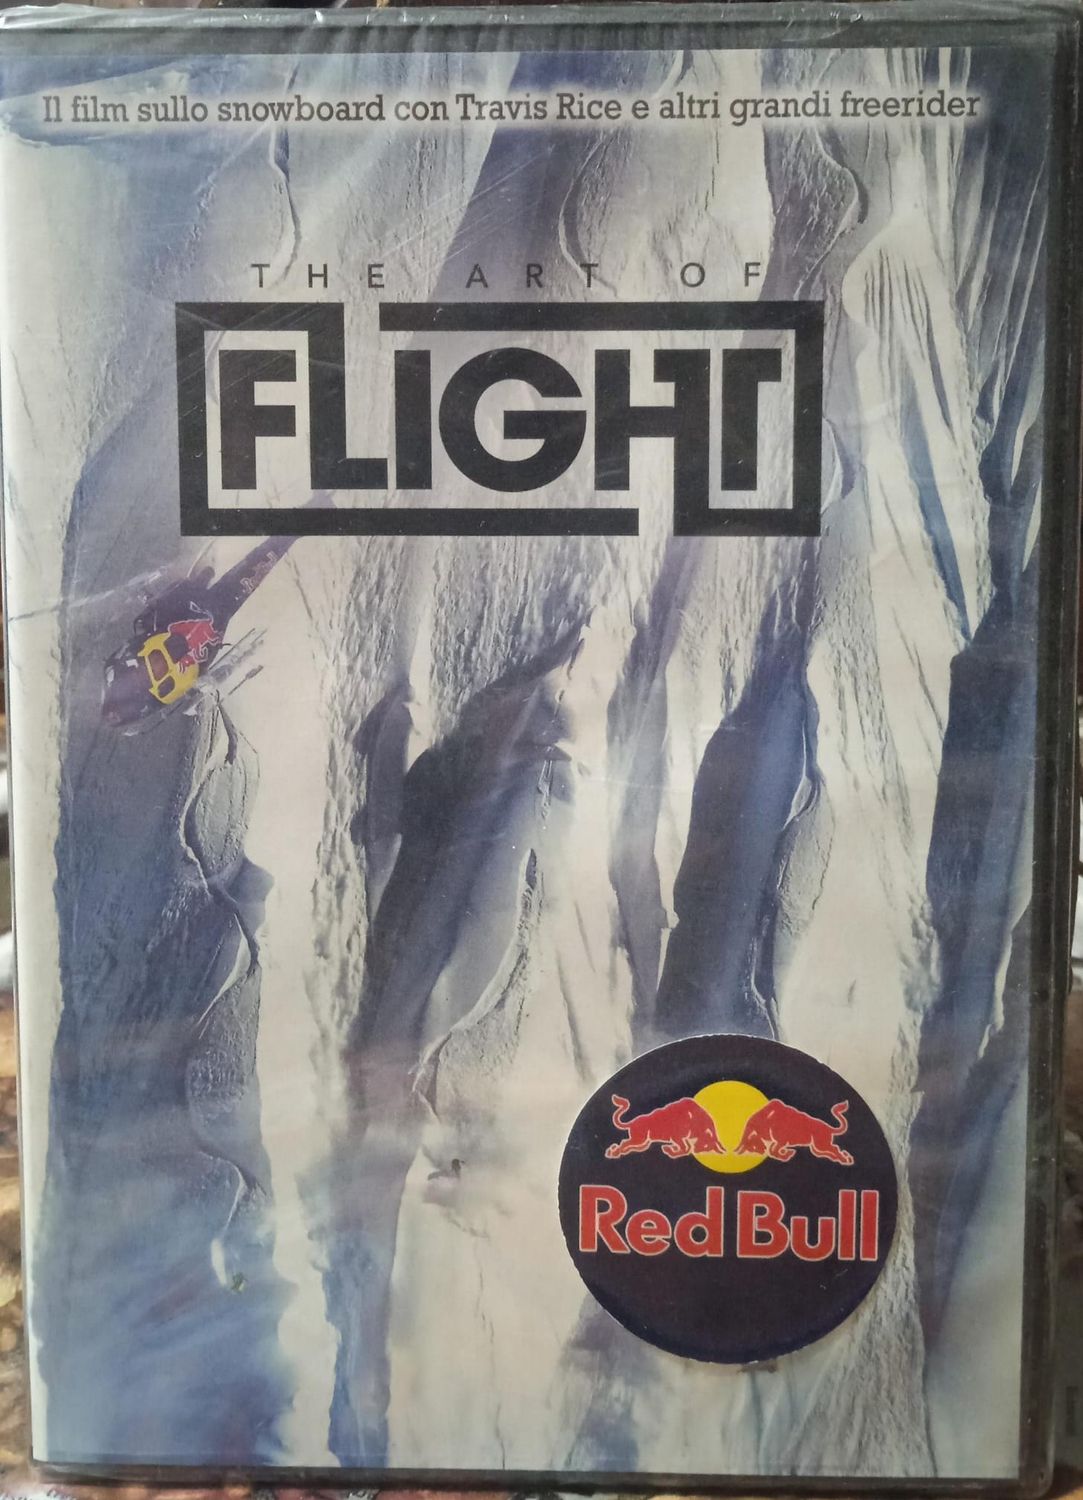 Il film sullo snowboard con Travis Rice e altri grandi freerider
THE ART OF
FLIGHT
Red Bull